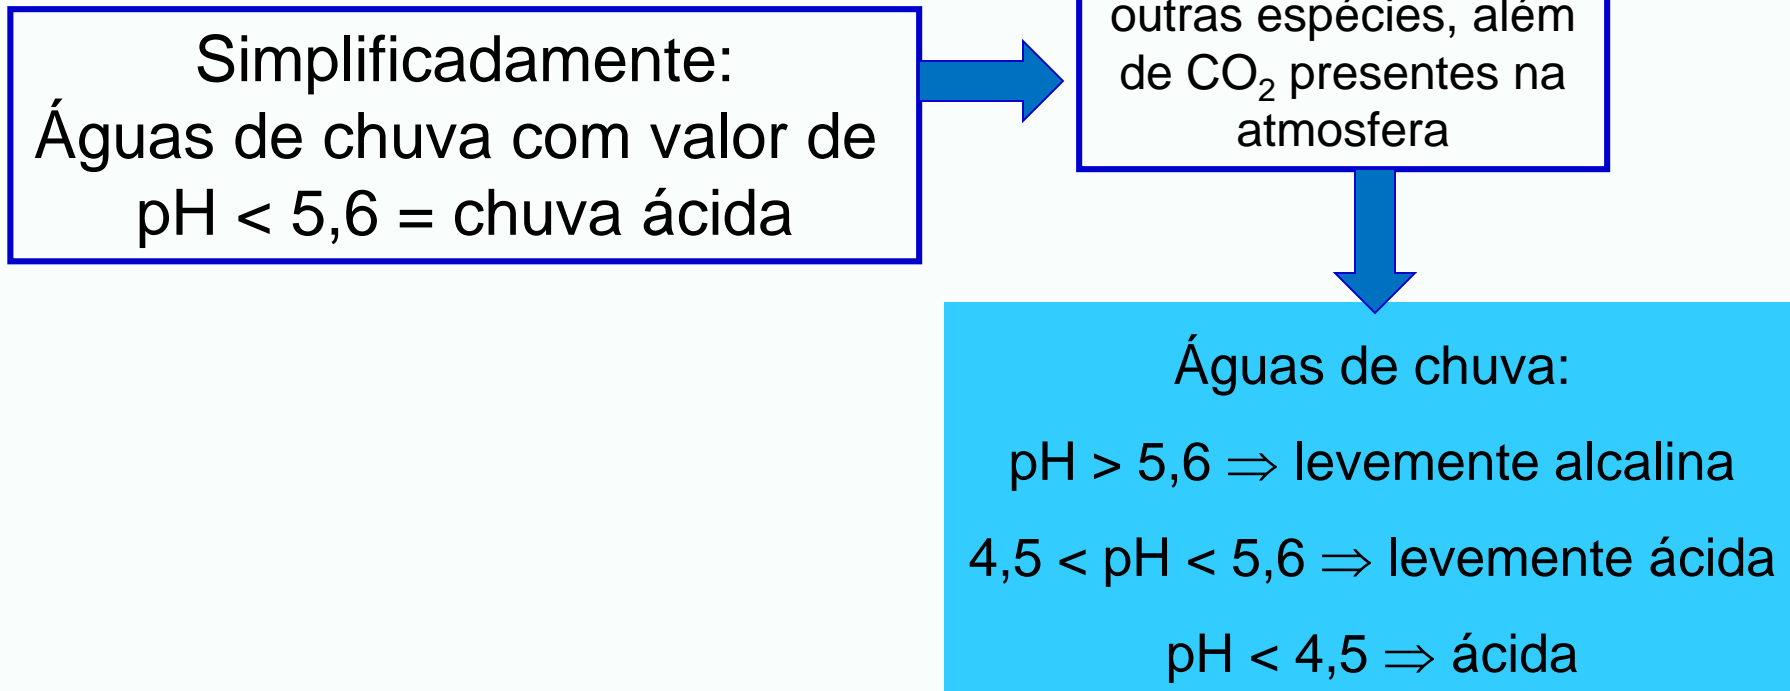 Simplificadamente:
Águas de chuva com valor de
pH < 5,6 = chuva ácida
outras espécies, além
de CO₂ presentes na
atmosfera
Águas de chuva:
pH > 5,6 ⇒ levemente alcalina
4,5 < pH < 5,6 ⇒ levemente ácida
pH < 4,5 ⇒ ácida